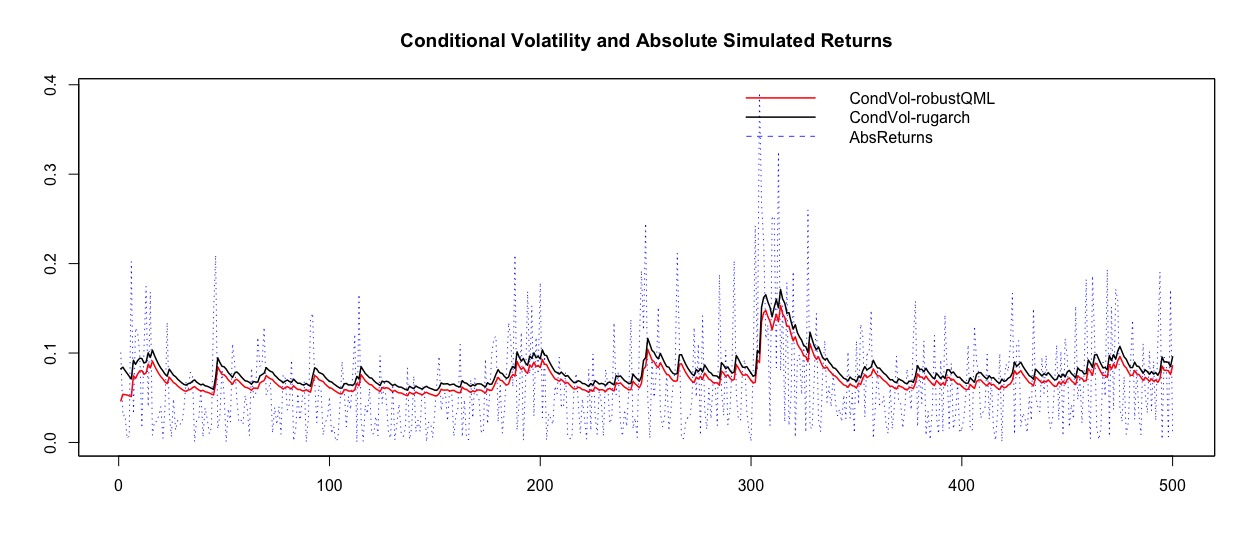 Conditional Volatility and Absolute Simulated Returns
0.4
0.3
0.2
0.1
0.0
CondVol-robustQML
CondVol-rugarch
AbsReturns
0 100 200 300 400 500